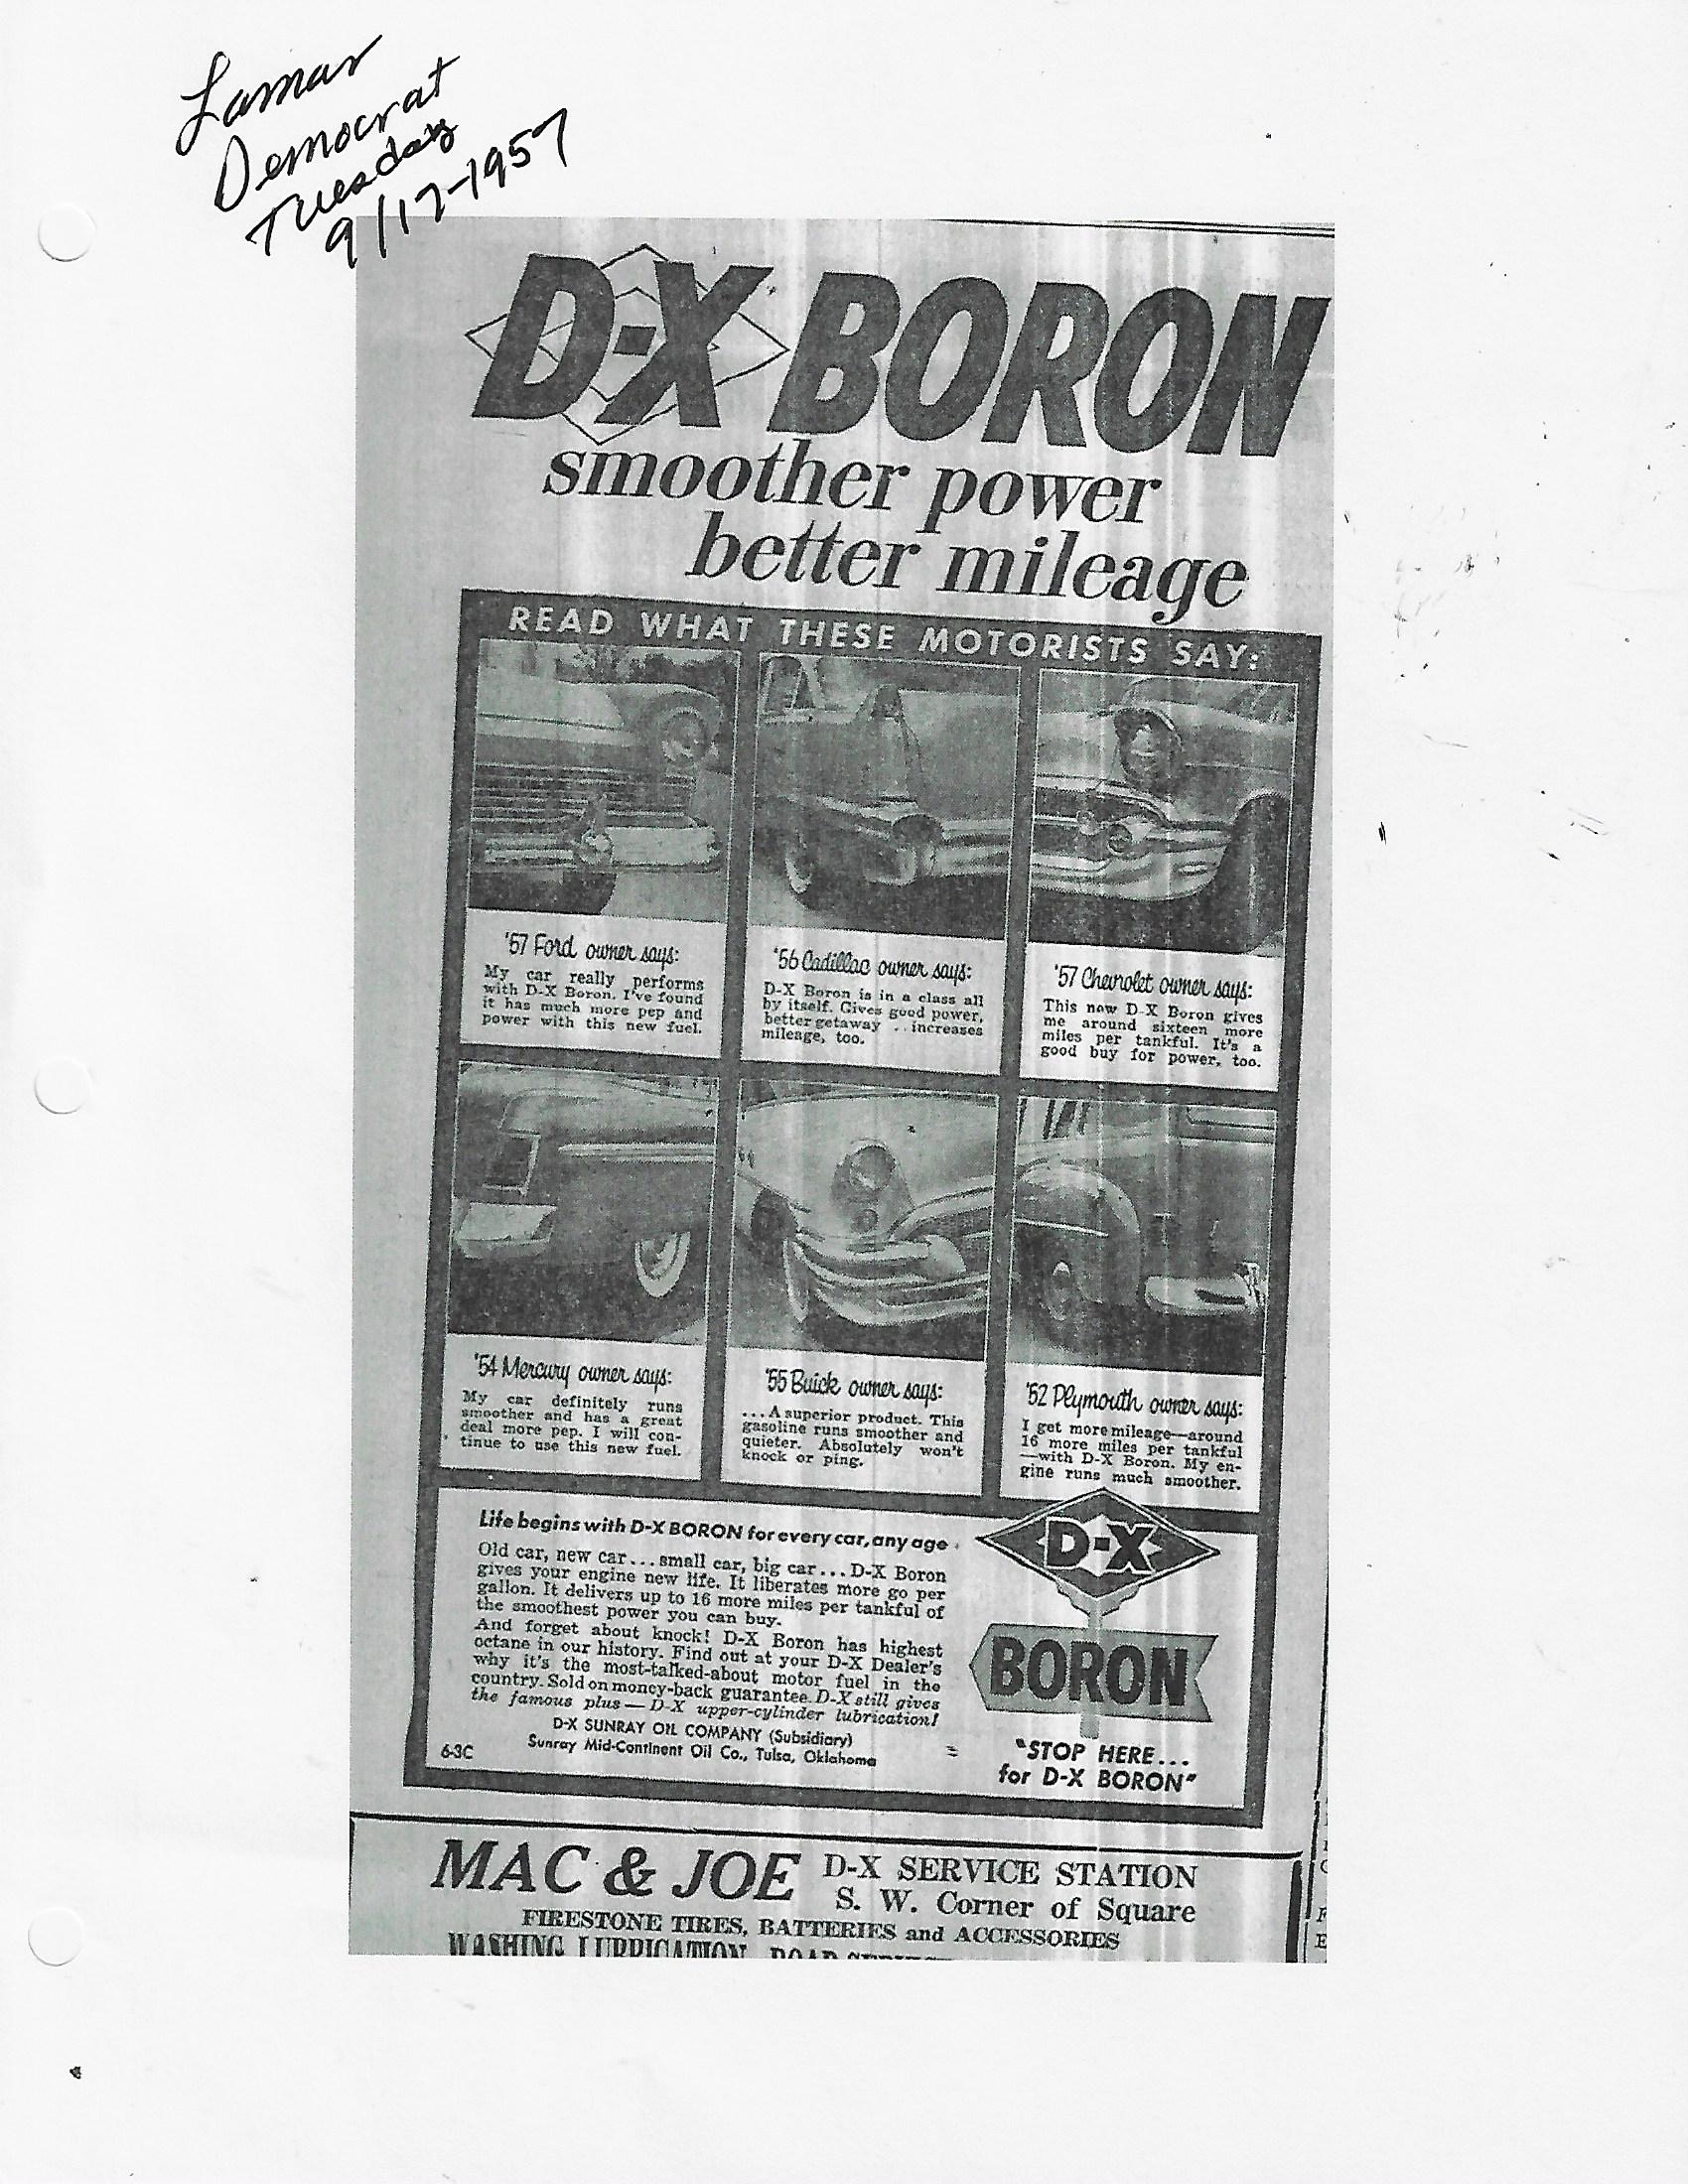 Lamar
Democrat
Tuesday
9/17-1957
D-X BORON
smoother power
better mileage
READ WHAT THESE MOTORISTS SAY:
'57 Ford owner says:
My car really performs
with D-X Boron. I've found
it has much more pep and
power with this new fuel.
'56 Cadillac owner says:
D-X Boron is in a class all
by itself. Gives good power,
better getaway .. increases
mileage, too.
'57 Chevrolet owner says:
This new D-X Boron gives
me around sixteen more
miles per tankful. It's a
good buy for power, too.
'54 Mercury owner says:
My car definitely runs
smoother and has a great
deal more pep. I will con-
tinue to use this new fuel.
'55 Buick owner says:
...A superior product. This
gasoline runs smoother and
quieter. Absolutely won't
knock or ping.
'52 Plymouth owner says:
I get more mileage—around
16 more miles per tankful
—with D-X Boron. My en-
gine runs much smoother.
Life begins with D-X BORON for every car, any age
Old car, new car...small car, big car...D-X Boron
gives your engine new life. It liberates more go per
gallon. It delivers up to 16 more miles per tankful of
the smoothest power you can buy.
And forget about knock! D-X Boron has highest
octane in our history. Find out at your D-X Dealer's
why it's the most-talked-about motor fuel in the
country. Sold on money-back guarantee. D-X still gives
the famous plus — D-X upper-cylinder lubrication!
D-X SUNRAY OIL COMPANY (Subsidiary)
Sunray Mid-Continent Oil Co., Tulsa, Oklahoma
6-3C
D-X
BORON
"STOP HERE...
for D-X BORON"
MAC & JOE
D-X SERVICE STATION
S. W. Corner of Square
FIRESTONE TIRES, BATTERIES and ACCESSORIES
WASHING LUBRICATION ROAD